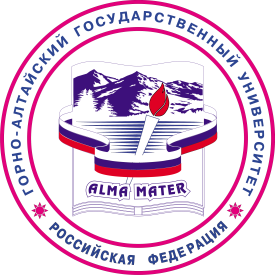 ГОРНО-АЛТАЙСКИЙ ГОСУДАРСТВЕННЫЙ УНИВЕРСИТЕТ
ALMA MATER
РОССИЙСКАЯ ФЕДЕРАЦИЯ